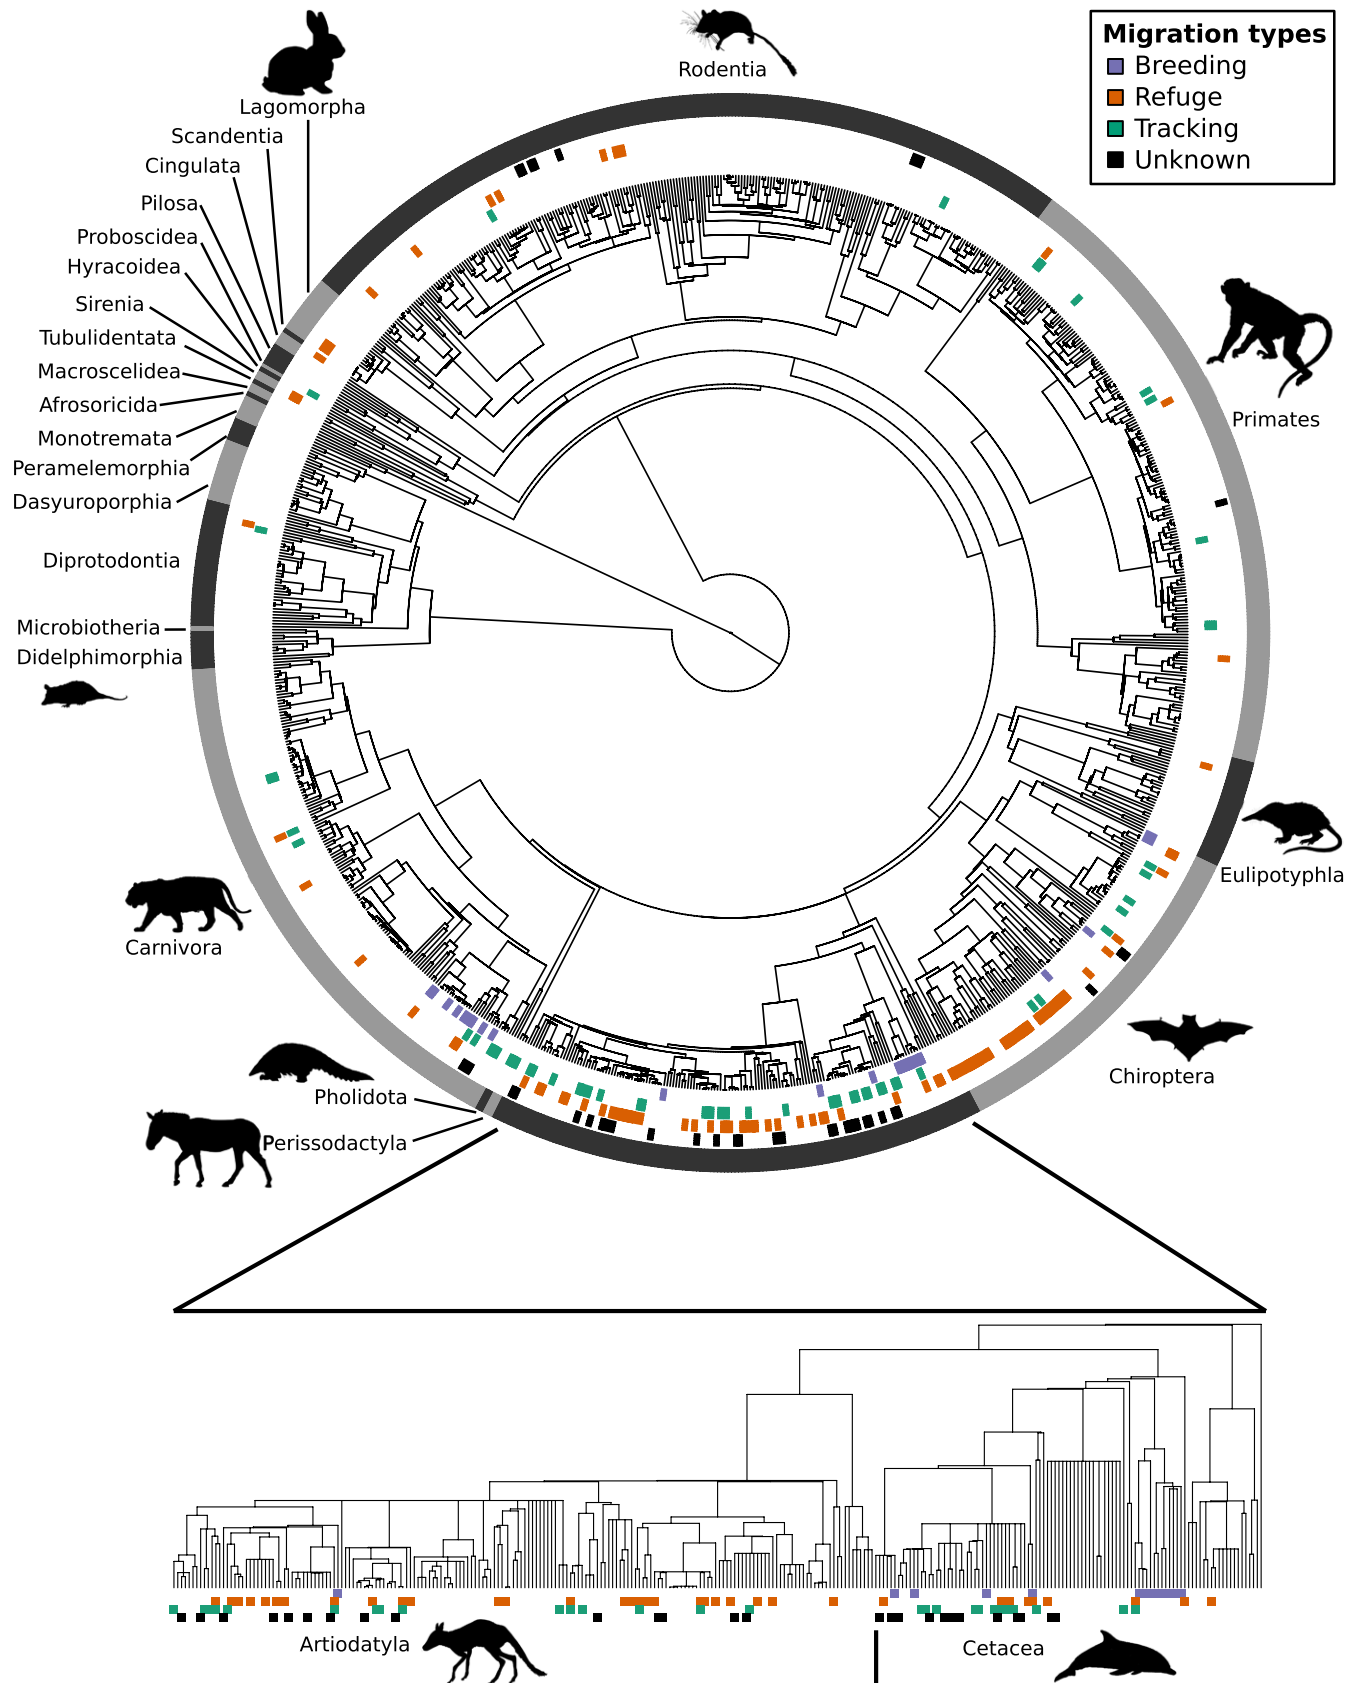 Migration types
Breeding
Refuge
Tracking
Unknown
Rodentia
Lagomorpha
Scandentia
Cingulata
Pilosa
Proboscidea
Hyracoidea
Sirenia
Tubulidentata
Macroscelidea
Afrosoricida
Monotremata
Peramelemorphia
Dasyuroporphia
Diprotodontia
Microbiotheria
Didelphimorphia
Primates
Eulipotyphla
Carnivora
Chiroptera
Pholidota
Perissodactyla
Artiodatyla
Cetacea